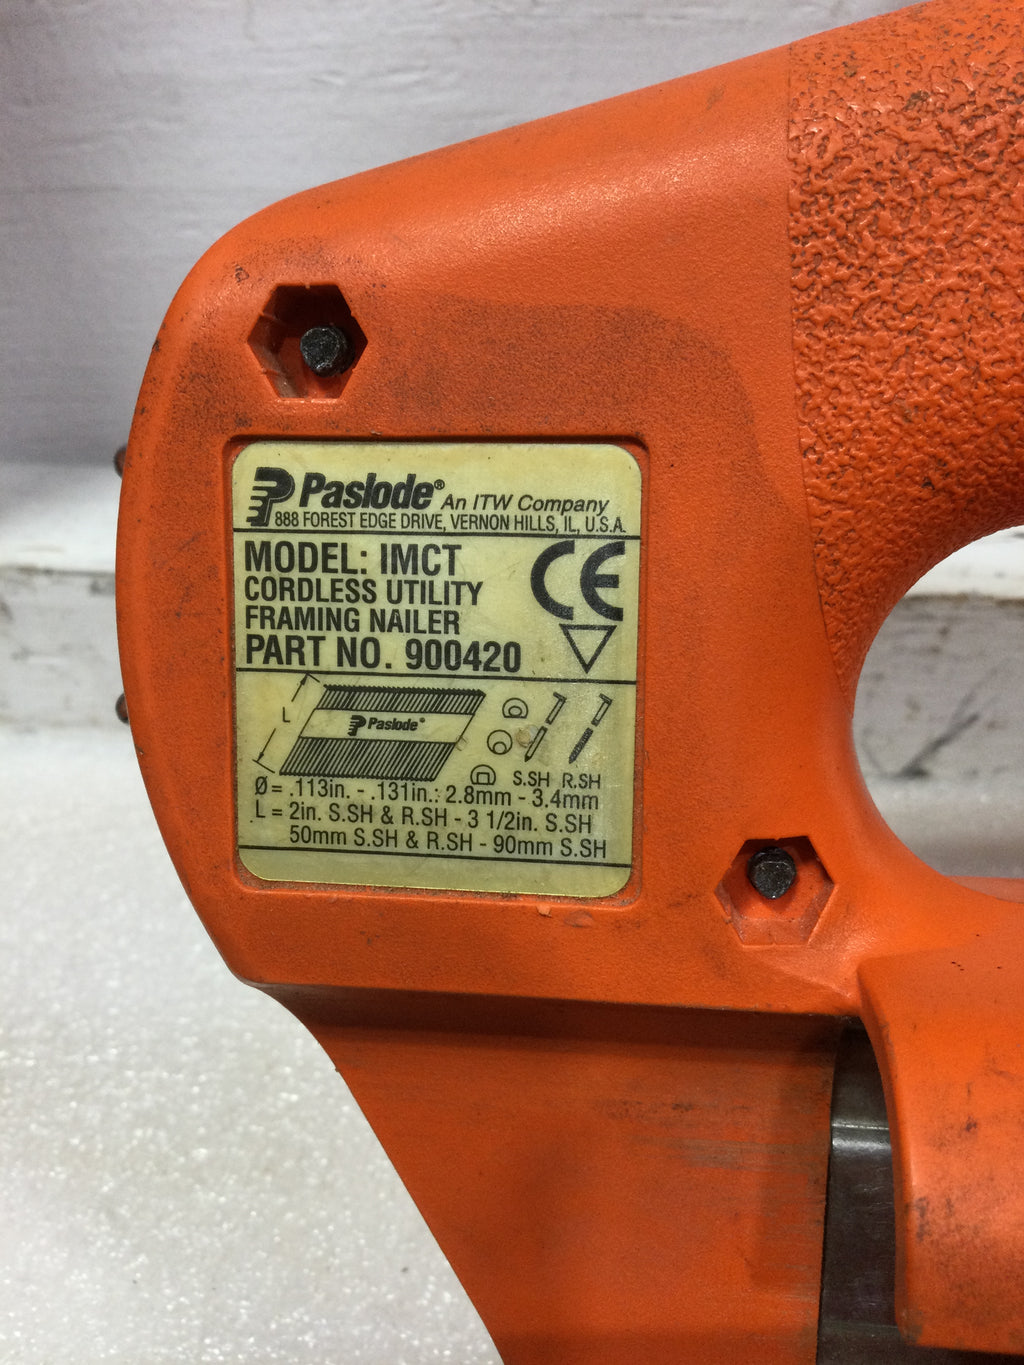 Paslode® An ITW Company
888 FOREST EDGE DRIVE, VERNON HILLS, IL, U.S.A.
MODEL: IMCT
CORDLESS UTILITY
FRAMING NAILER
PART NO. 900420
CE
L
Paslode®
S.SH R.SH
Ø = .113in. - .131in.: 2.8mm - 3.4mm
L = 2in. S.SH & R.SH - 3 1/2in. S.SH
50mm S.SH & R.SH - 90mm S.SH